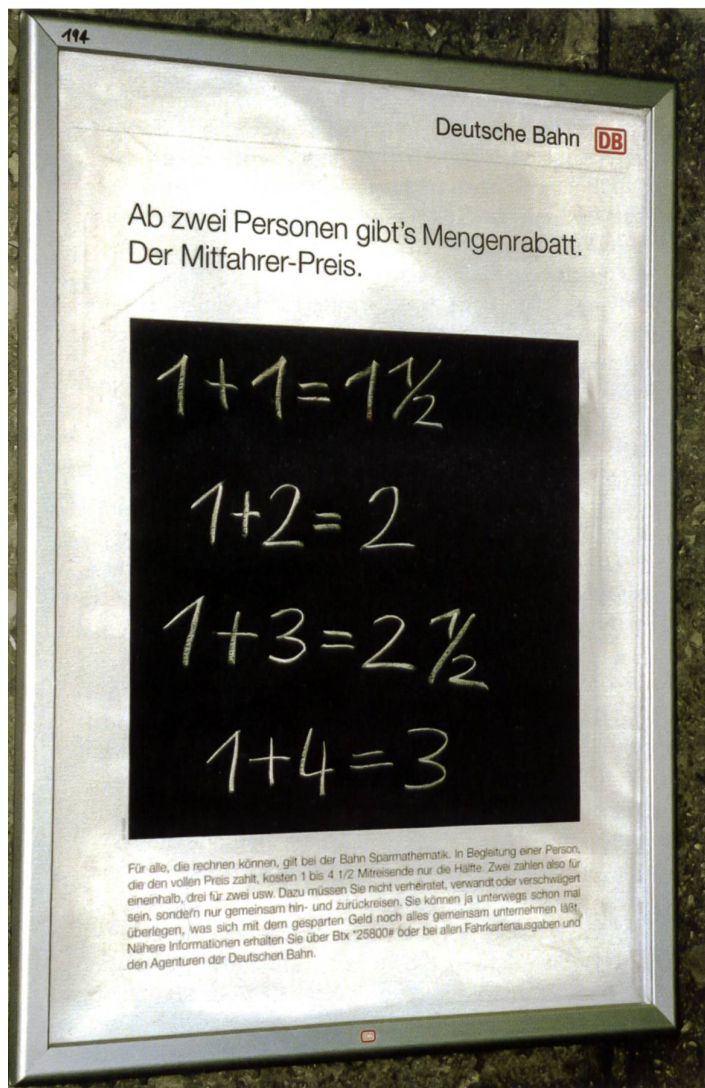 194
Deutsche Bahn DB
Ab zwei Personen gibt's Mengenrabatt.
Der Mitfahrer-Preis.
1+1=1 1/2
1+2=2
1+3=2 1/2
1+4=3
Für alle, die rechnen können, gilt bei der Bahn Sparmathematik. In Begleitung einer Person,
die den vollen Preis zahlt, kosten 1 bis 4 1/2 Mitreisende nur die Hälfte. Zwei zahlen also für
eineinhalb, drei für zwei usw. Dazu müssen Sie nicht verheiratet, verwandt oder verschwägert
sein, sondern nur gemeinsam hin- und zurückreisen. Sie können ja unterwegs schon mal
überlegen, was sich mit dem gesparten Geld noch alles gemeinsam unternehmen läßt.
Nähere Informationen erhalten Sie über Btx *25800# oder bei allen Fahrkartenausgaben und
den Agenturen der Deutschen Bahn.
DB